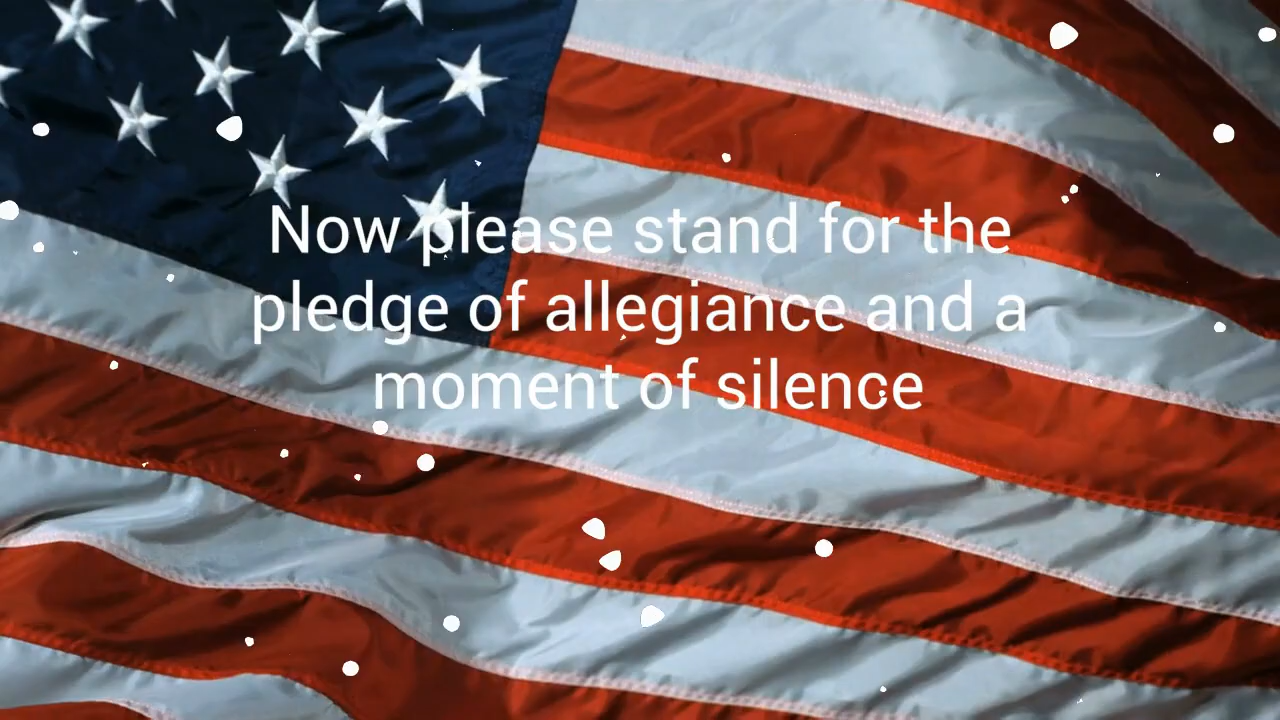 Now please stand for the
pledge of allegiance and a
moment of silence